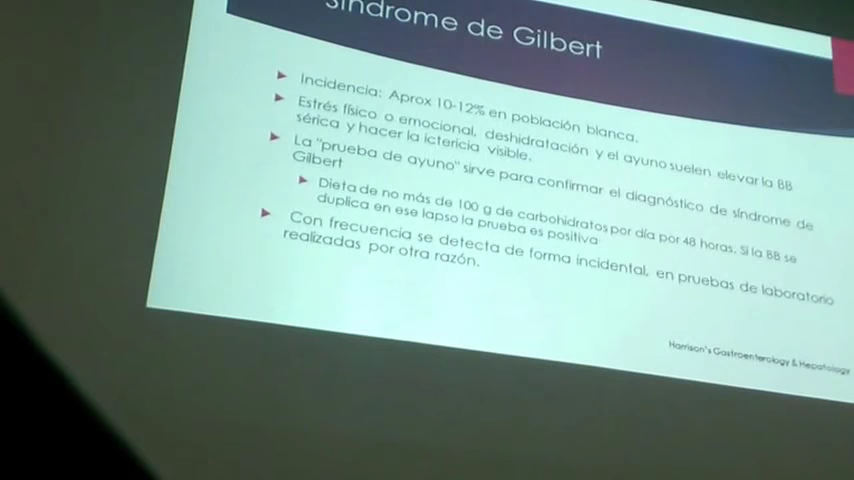 Síndrome de Gilbert
Incidencia: Aprox 10-12% en población blanca.
Estrés físico o emocional, deshidratación y el ayuno suelen elevar la BB
sérica y hacer la ictericia visible.
La "prueba de ayuno" sirve para confirmar el diagnóstico de síndrome de
Gilbert
Dieta de no más de 100 g de carbohidratos por día por 48 horas. Si la BB se
duplica en ese lapso la prueba es positiva
Con frecuencia se detecta de forma incidental, en pruebas de laboratorio
realizadas por otra razón.
Harrison's Gastroenterology & Hepatology